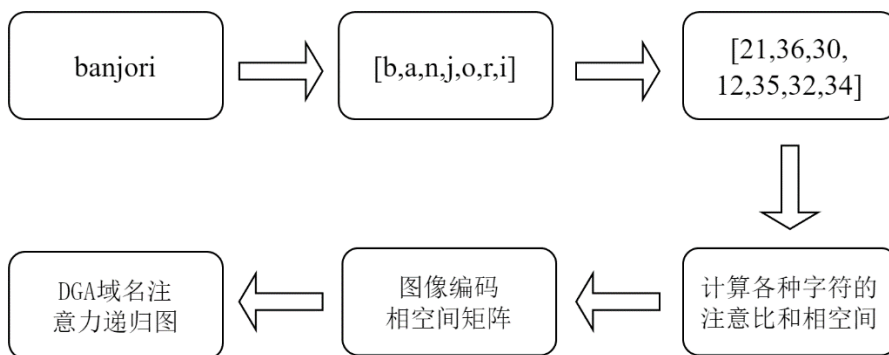 banjori
[b,a,n,j,o,r,i]
[21,36,30,
12,35,32,34]
计算各种字符的
注意比和相空间
图像编码
相空间矩阵
DGA域名注
意力递归图